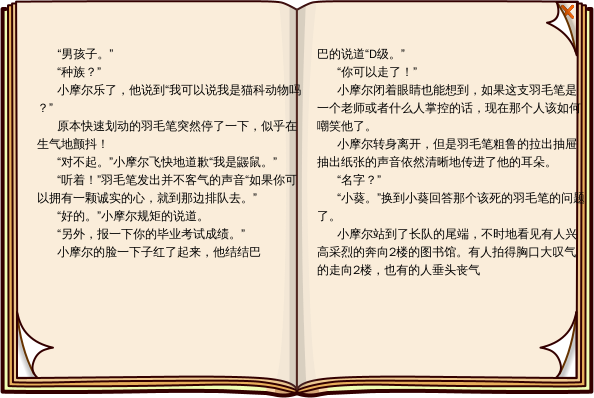 “男孩子。”
“种族？”
小摩尔乐了，他说到“我可以说我是猫科动物吗
？”
原本快速划动的羽毛笔突然停了一下，似乎在
生气地颤抖！
“对不起。”小摩尔飞快地道歉“我是鼹鼠。”
“听着！”羽毛笔发出并不客气的声音“如果你可
以拥有一颗诚实的心，就到那边排队去。”
“好的。”小摩尔规矩的说道。
“另外，报一下你的毕业考试成绩。”
小摩尔的脸一下子红了起来，他结结巴
巴的说道“D级。”
“你可以走了！”
小摩尔闭着眼睛也能想到，如果这支羽毛笔是
一个老师或者什么人掌控的话，现在那个人该如何
嘲笑他了。
小摩尔转身离开，但是羽毛笔粗鲁的拉出抽屉
抽出纸张的声音依然清晰地传进了他的耳朵。
“名字？”
“小葵。”换到小葵回答那个该死的羽毛笔的问题
了。
小摩尔站到了长队的尾端，不时地看见有人兴
高采烈的奔向2楼的图书馆。有人拍得胸口大叹气
的走向2楼，也有的人垂头丧气